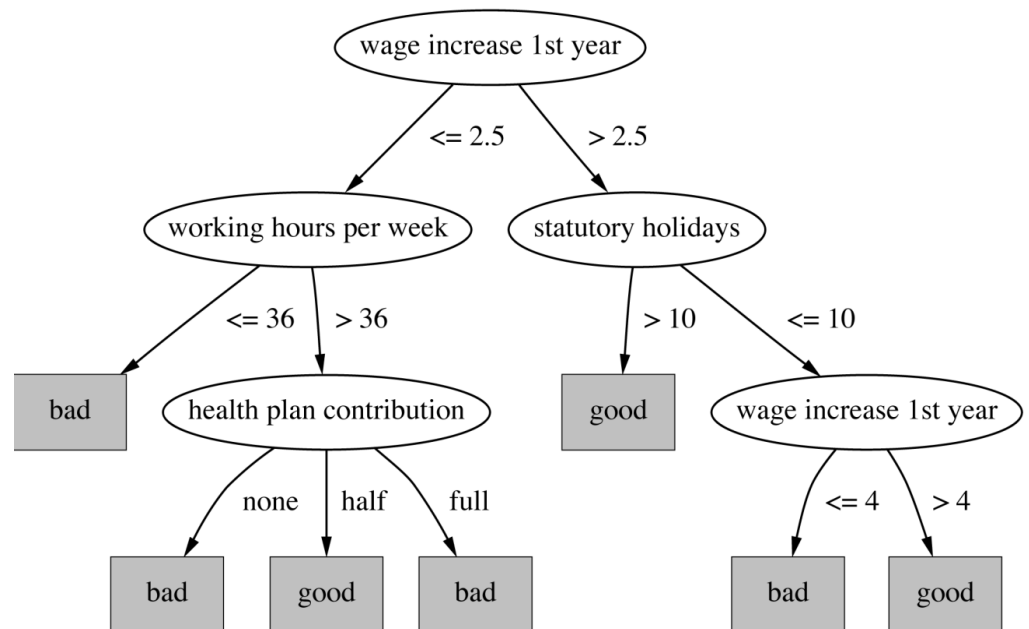 wage increase 1st year
<= 2.5
> 2.5
working hours per week
statutory holidays
<= 36
> 36
> 10
<= 10
bad
health plan contribution
good
wage increase 1st year
none
half
full
<= 4
> 4
bad
good
bad
bad
good